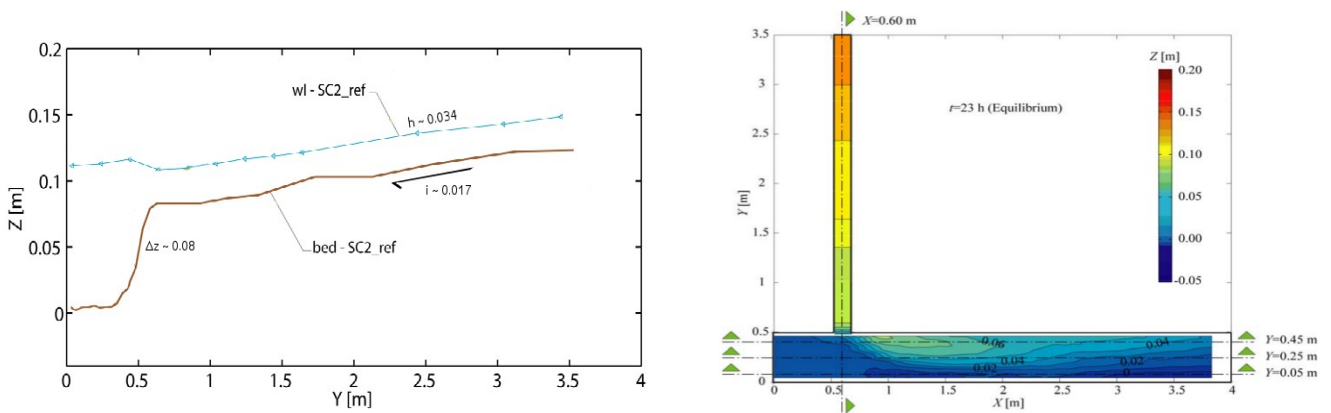 0.2
0.15
0.1
0.05
0
Z [m]
0 0.5 1 1.5 2 2.5 3 3.5 4
Y [m]
wl - SC2_ref
h ~ 0.034
i ~ 0.017
Δz ~ 0.08
bed - SC2_ref
X=0.60 m
3.5
3
2.5
2
1.5
1
0.5
0
Y [m]
t=23 h (Equilibrium)
Z [m]
0.20
0.15
0.10
0.05
0.00
-0.05
0.06
0.04
0.04
0.02
0.02
0
Y=0.45 m
Y=0.25 m
Y=0.05 m
0 0.5 1 1.5 2 2.5 3 3.5 4
X [m]